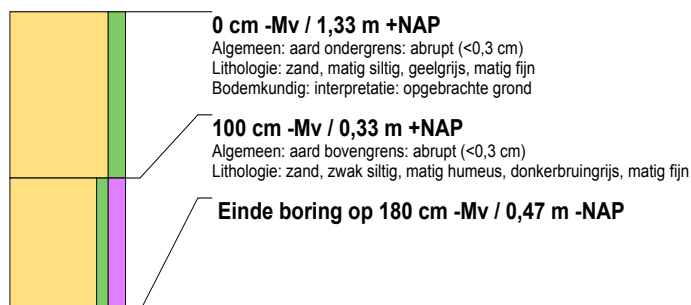 0 cm -Mv / 1,33 m +NAP
Algemeen: aard ondergrens: abrupt (<0,3 cm)
Lithologie: zand, matig siltig, geelgrijs, matig fijn
Bodemkundig: interpretatie: opgebrachte grond
100 cm -Mv / 0,33 m +NAP
Algemeen: aard bovengrens: abrupt (<0,3 cm)
Lithologie: zand, zwak siltig, matig humeus, donkerbruingrijs, matig fijn
Einde boring op 180 cm -Mv / 0,47 m -NAP